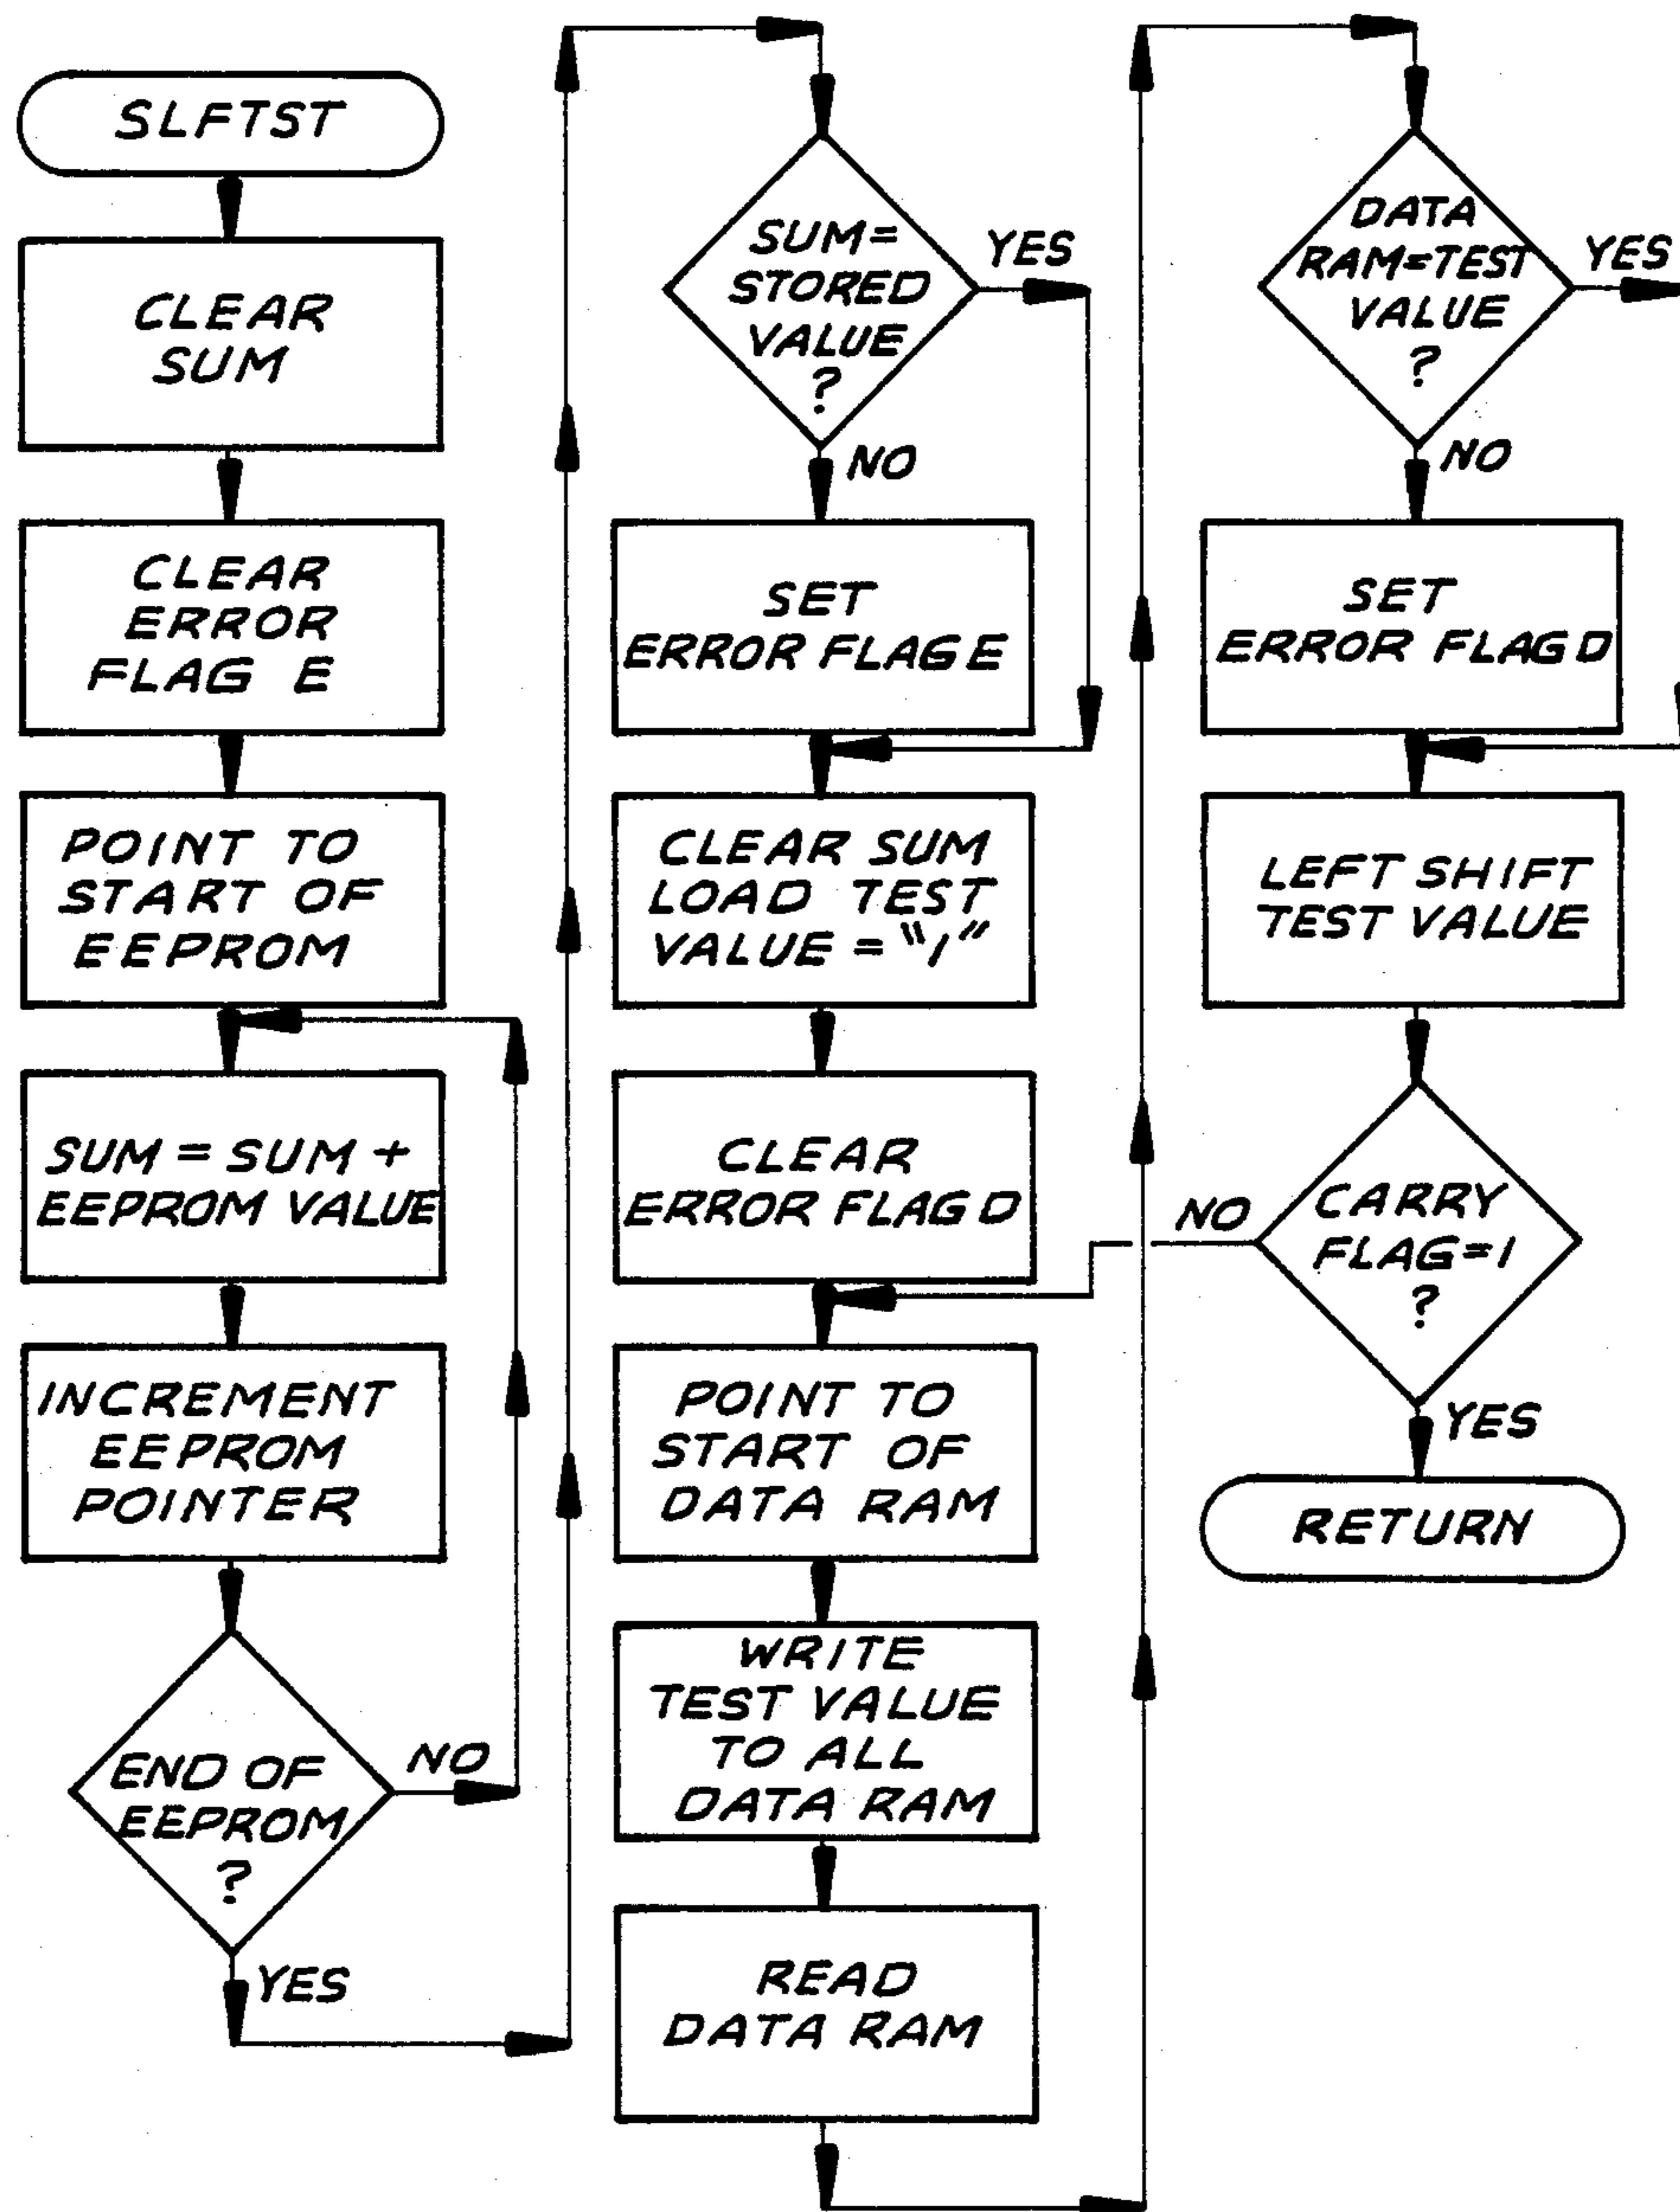 SLFTST
CLEAR
SUM
CLEAR
ERROR
FLAG E
POINT TO
START OF
EEPROM
SUM = SUM +
EEPROM VALUE
INCREMENT
EEPROM
POINTER
END OF
EEPROM
?
NO
YES
SUM =
STORED
VALUE
?
YES
NO
SET
ERROR FLAG E
CLEAR SUM
LOAD TEST
VALUE = "1"
CLEAR
ERROR FLAG D
POINT TO
START OF
DATA RAM
WRITE
TEST VALUE
TO ALL
DATA RAM
READ
DATA RAM
DATA
RAM=TEST
VALUE
?
YES
NO
SET
ERROR FLAG D
LEFT SHIFT
TEST VALUE
CARRY
FLAG=1
?
NO
YES
RETURN